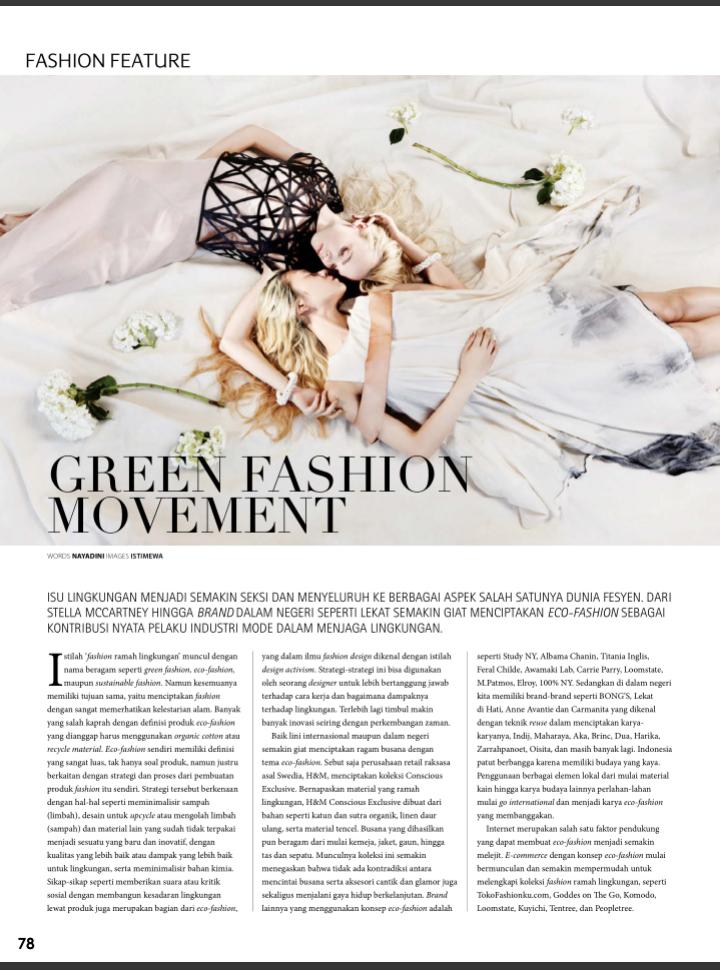 FASHION FEATURE
GREEN FASHION
MOVEMENT
WORDS NAYADINI IMAGES ISTIMEWA
ISU LINGKUNGAN MENJADI SEMAKIN SEKSI DAN MENYELURUH KE BERBAGAI ASPEK SALAH SATUNYA DUNIA FESYEN. DARI
STELLA MCCARTNEY HINGGA BRAND DALAM NEGERI SEPERTI LEKAT SEMAKIN GIAT MENCIPTAKAN ECO-FASHION SEBAGAI
KONTRIBUSI NYATA PELAKU INDUSTRI MODE DALAM MENJAGA LINGKUNGAN.
Istilah 'fashion ramah lingkungan' muncul dengan
nama beragam seperti green fashion, eco-fashion,
maupun sustainable fashion. Namun kesemuanya
memiliki tujuan sama, yaitu menciptakan fashion
dengan sangat memerhatikan kelestarian alam. Banyak
yang salah kaprah dengan definisi produk eco-fashion
yang dianggap harus menggunakan organic cotton atau
recycle material. Eco-fashion sendiri memiliki definisi
yang sangat luas, tak hanya soal produk, namun justru
berkaitan dengan strategi dan proses dari pembuatan
produk fashion itu sendiri. Strategi tersebut berkenaan
dengan hal-hal seperti meminimalisir sampah
(limbah), desain untuk upcycle atau mengolah limbah
(sampah) dan material lain yang sudah tidak terpakai
menjadi sesuatu yang baru dan inovatif, dengan
kualitas yang lebih baik atau dampak yang lebih baik
untuk lingkungan, serta meminimalisir bahan kimia.
Sikap-sikap seperti memberikan suara atau kritik
sosial dengan membangun kesadaran lingkungan
lewat produk juga merupakan bagian dari eco-fashion,
yang dalam ilmu fashion design dikenal dengan istilah
design activism. Strategi-strategi ini bisa digunakan
oleh seorang designer untuk lebih bertanggung jawab
terhadap cara kerja dan bagaimana dampaknya
terhadap lingkungan. Terlebih lagi timbul makin
banyak inovasi seiring dengan perkembangan zaman.
Baik lini internasional maupun dalam negeri
semakin giat menciptakan ragam busana dengan
tema eco-fashion. Sebut saja perusahaan retail raksasa
asal Swedia, H&M, menciptakan koleksi Conscious
Exclusive. Bernapaskan material yang ramah
lingkungan, H&M Conscious Exclusive dibuat dari
bahan seperti katun dan sutra organik, linen daur
ulang, serta material tencel. Busana yang dihasilkan
pun beragam dari mulai kemeja, jaket, gaun, hingga
tas dan sepatu. Munculnya koleksi ini semakin
menegaskan bahwa tidak ada kontradiksi antara
mencintai busana serta aksesori cantik dan glamor juga
sekaligus menjalani gaya hidup berkelanjutan. Brand
lainnya yang menggunakan konsep eco-fashion adalah
seperti Study NY, Albama Chanin, Titania Inglis,
Feral Childe, Awamaki Lab, Carrie Parry, Loomstate,
M.Patmos, Elroy, 100% NY. Sedangkan di dalam negeri
kita memiliki brand-brand seperti BONG'S, Lekat
di Hati, Anne Avantie dan Carmanita yang dikenal
dengan teknik reuse dalam menciptakan karya-
karyanya, Indij, Maharaya, Aka, Brinc, Dua, Harika,
Zarrahpanoet, Oisita, dan masih banyak lagi. Indonesia
patut berbangga karena memiliki budaya yang kaya.
Penggunaan berbagai elemen lokal dari mulai material
kain hingga karya budaya lainnya perlahan-lahan
mulai go international dan menjadi karya eco-fashion
yang membanggakan.
Internet merupakan salah satu faktor pendukung
yang dapat membuat eco-fashion menjadi semakin
melejit. E-commerce dengan konsep eco-fashion mulai
bermunculan dan semakin mempermudah untuk
melengkapi koleksi fashion ramah lingkungan, seperti
TokoFashionku.com, Goddes on The Go, Komodo,
Loomstate, Kuyichi, Tentree, dan Peopletree.
78